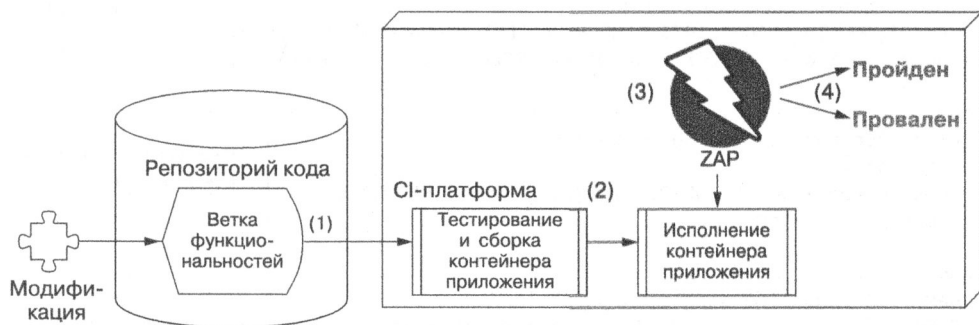 (3)
Пройден
(4)
Провален
ZAP
Репозиторий кода
CI-платформа
(2)
Ветка
функцио-
нальностей
(1)
Тестирование
и сборка
контейнера
приложения
Исполнение
контейнера
приложения
Модифи-
кация